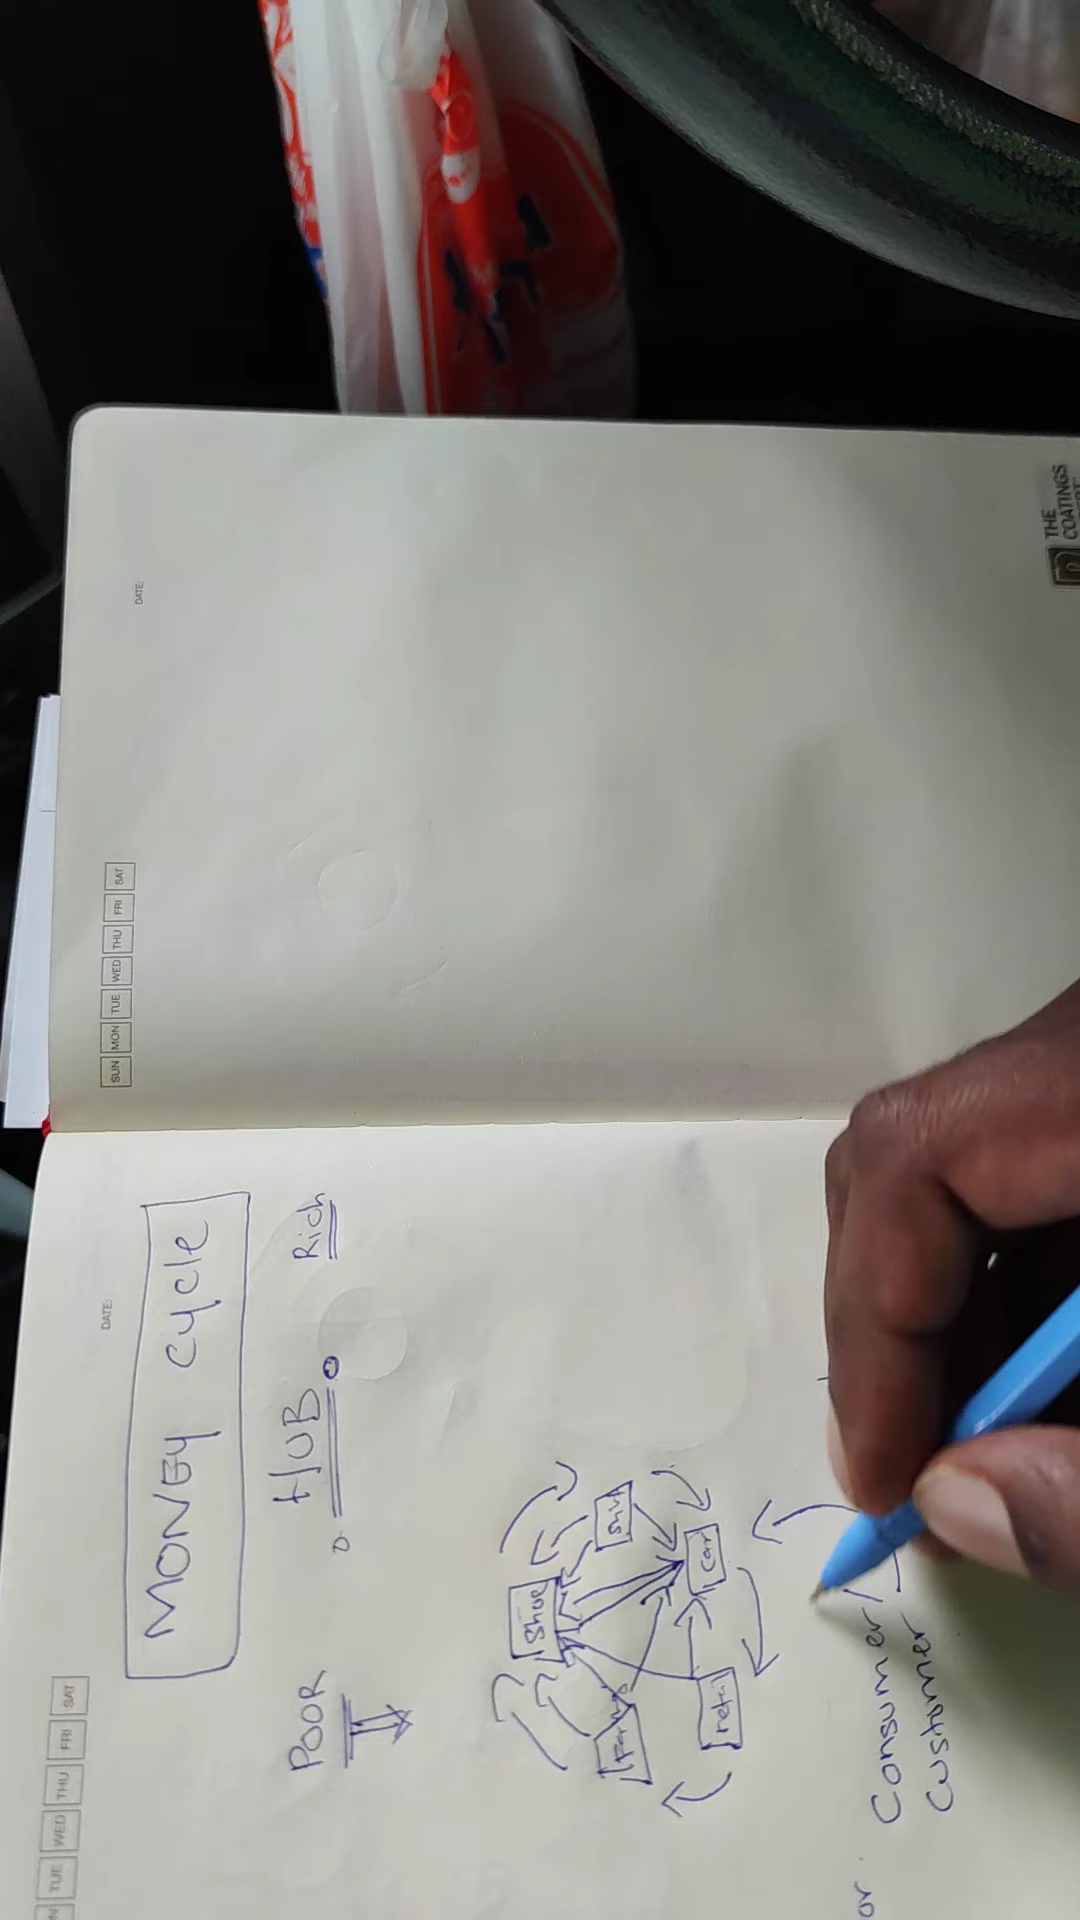 SUN MON TUE WED THU FRI SAT
DATE:
THE
COATINGS
TUE WED THU FRI SAT
DATE:
MONEY cycle
POOR
HUB
Rich
Shoe
Car
Consumer/
Customer
or